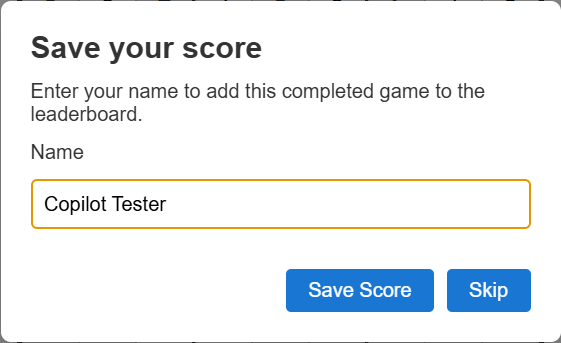 Save your score
Enter your name to add this completed game to the
leaderboard.
Name
Copilot Tester
Save Score
Skip